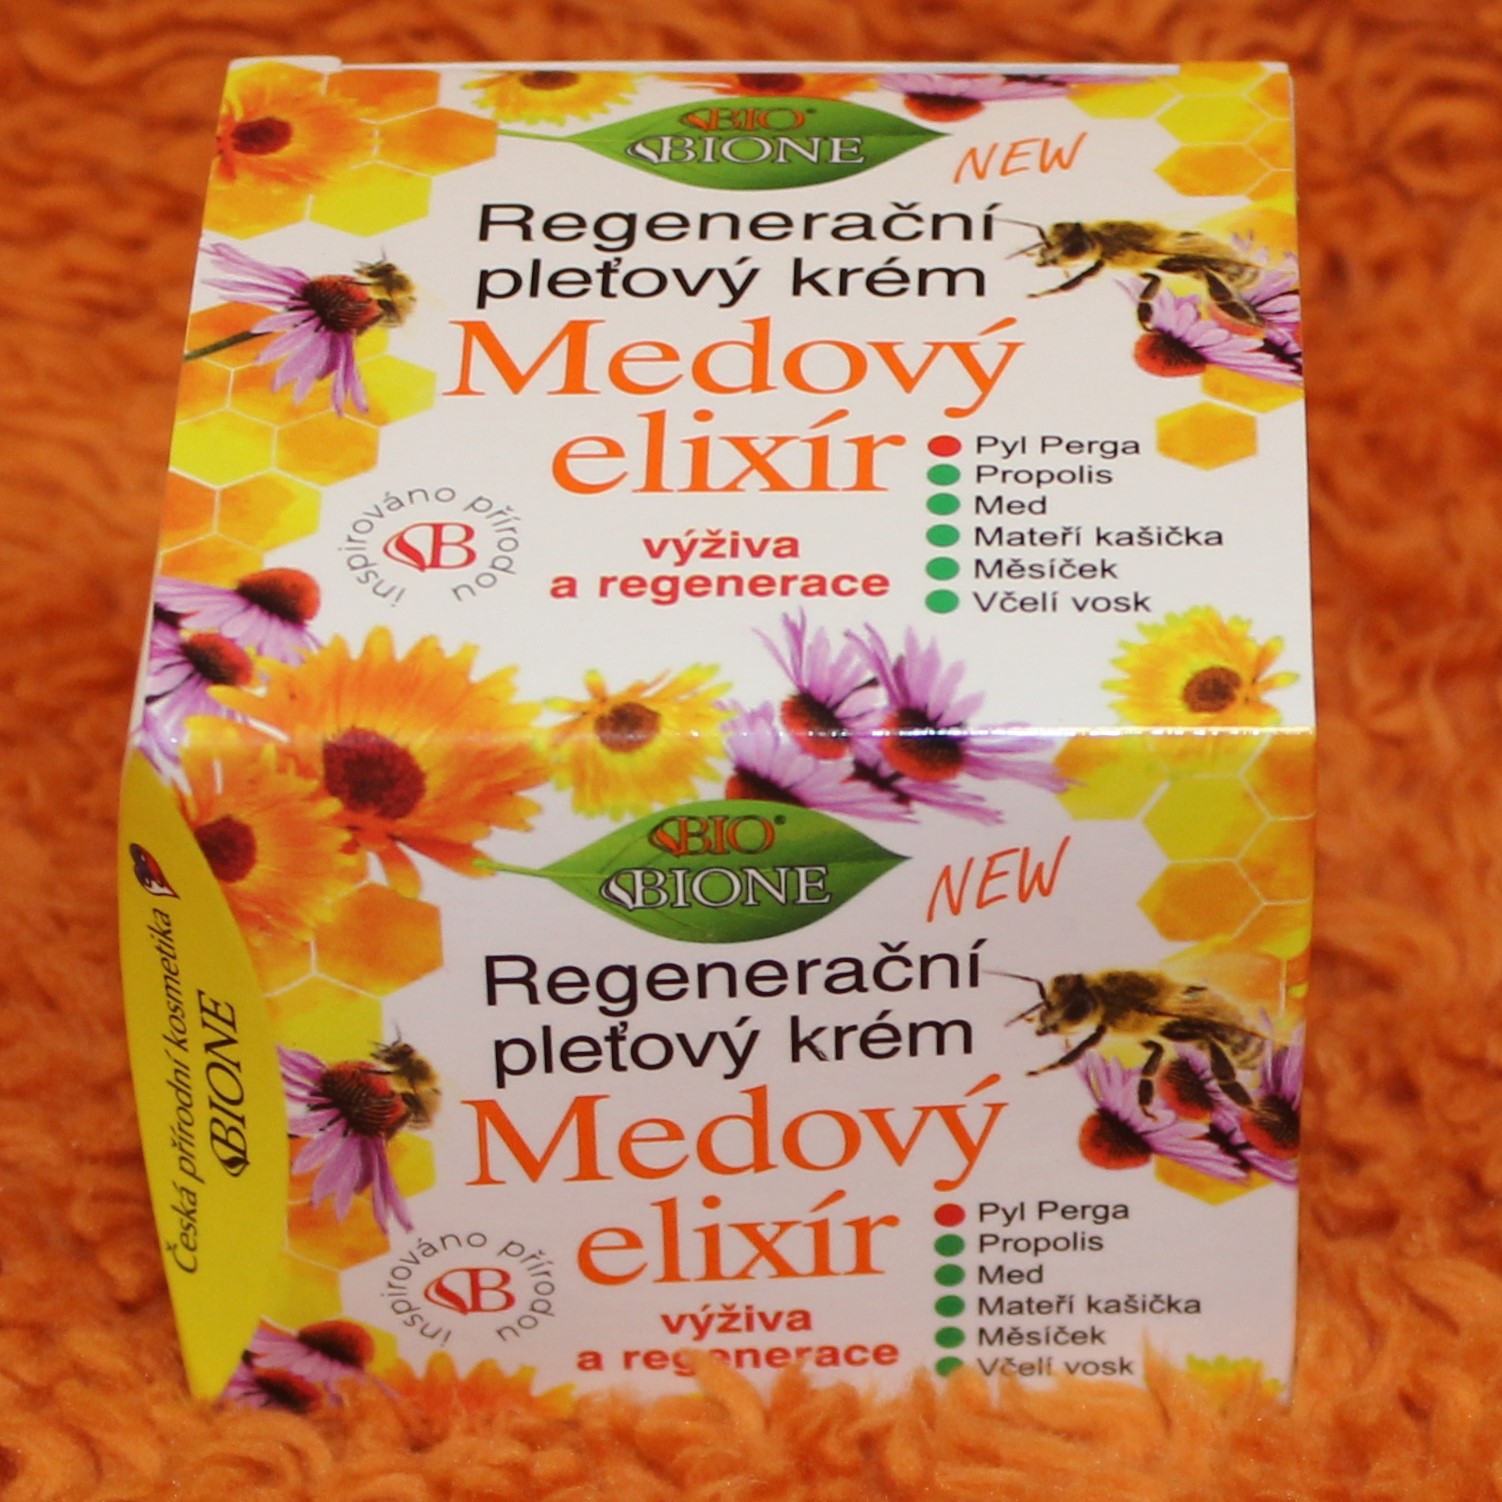 BIO
BIONE
NEW
Regenerační
pleťový krém
Medový
elixír
výživa
a regenerace
inspirováno přírodou
B
Pyl Perga
Propolis
Med
Mateří kašička
Měsíček
Včelí vosk
BIO
BIONE
NEW
Regenerační
pleťový krém
Medový
elixír
výživa
a regenerace
inspirováno přírodou
B
Pyl Perga
Propolis
Med
Mateří kašička
Měsíček
Včelí vosk
Česká přírodní kosmetika
BIONE